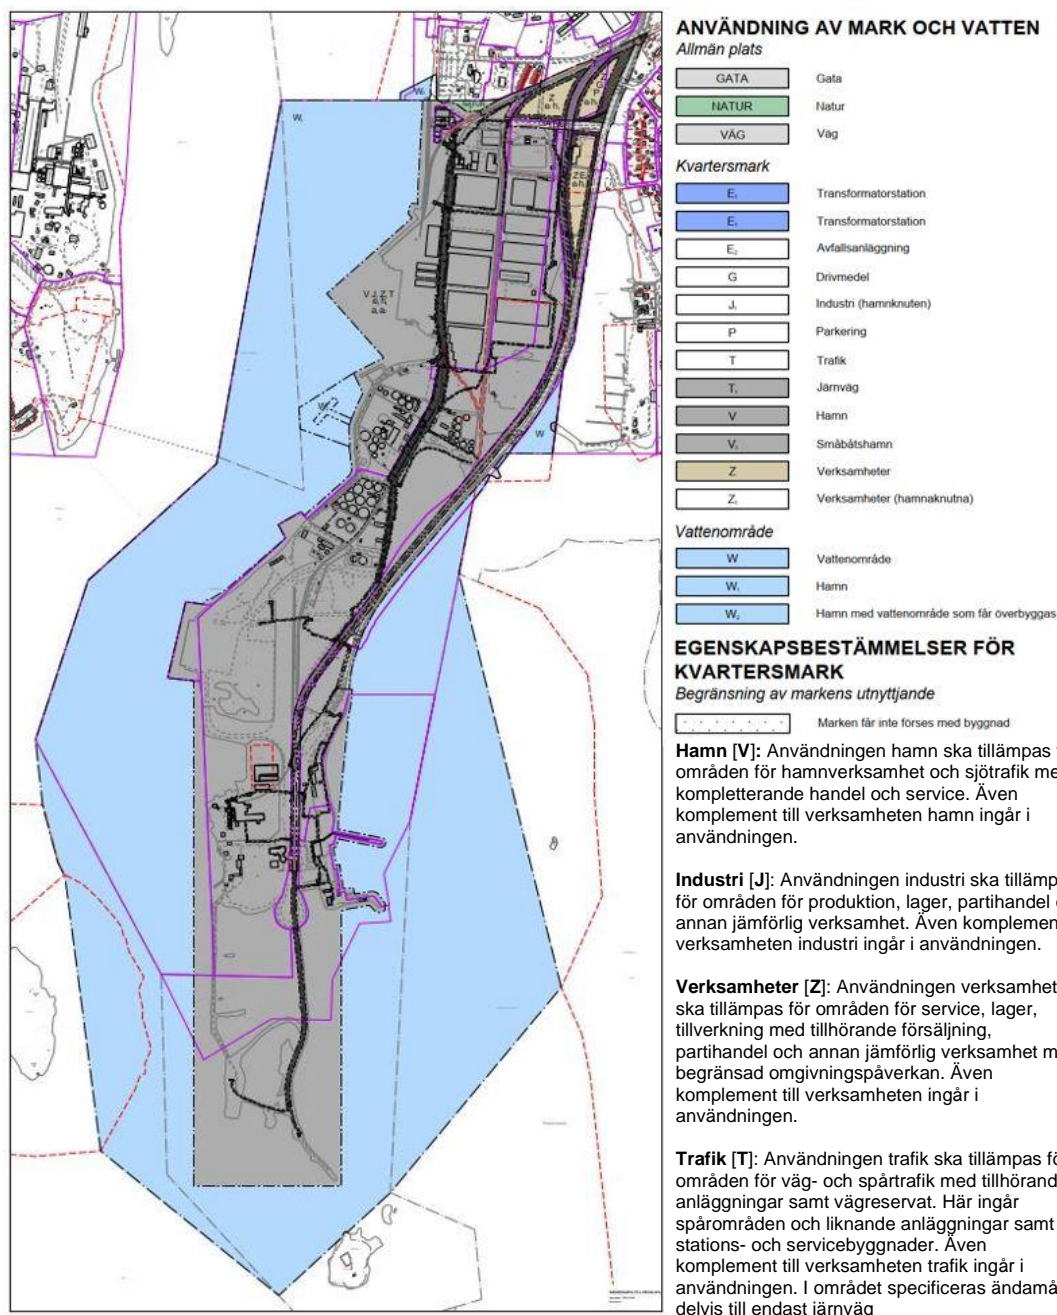 ANVÄNDNING AV MARK OCH VATTEN
Allmän plats
GATA Gata
NATUR Natur
VÄG Väg
Kvartersmark
E₁ Transformatorstation
E₁ Transformatorstation
E₂ Avfallsanläggning
G Drivmedel
J₁ Industri (hamnknuten)
P Parkering
T Trafik
T₁ Järnväg
V Hamn
V₁ Småbåtshamn
Z Verksamheter
Z₁ Verksamheter (hamnaknutna)
Vattenområde
W Vattenområde
W₁ Hamn
W₂ Hamn med vattenområde som får överbyggas
EGENSKAPSBESTÄMMELSER FÖR
KVARTERSMARK
Begränsning av markens utnyttjande
Marken får inte förses med byggnad
Hamn [V]: Användningen hamn ska tillämpas
områden för hamnverksamhet och sjötrafik me
kompletterande handel och service. Även
komplement till verksamheten hamn ingår i
användningen.
Industri [J]: Användningen industri ska tillämp
för områden för produktion, lager, partihandel
annan jämförlig verksamhet. Även komplemen
verksamheten industri ingår i användningen.
Verksamheter [Z]: Användningen verksamhet
ska tillämpas för områden för service, lager,
tillverkning med tillhörande försäljning,
partihandel och annan jämförlig verksamhet m
begränsad omgivningspåverkan. Även
komplement till verksamheten ingår i
användningen.
Trafik [T]: Användningen trafik ska tillämpas fö
områden för väg- och spårtrafik med tillhörand
anläggningar samt vägreservat. Här ingår
spårområden och liknande anläggningar samt
stations- och servicebyggnader. Även
komplement till verksamheten trafik ingår i
användningen. I området specificeras ändamå
delvis till endast järnväg
W₁
NATUR
Z
G
P
Z E
V J Z T
W